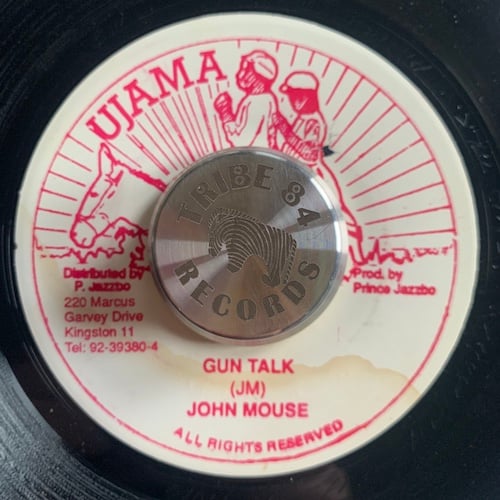 UJAMA
TRIBE 84
RECORDS
Distributed by
P. Jazzbo
220 Marcus
Garvey Drive
Kingston 11
Tel: 92-39380-4
Prod. by
Prince Jazzbo
GUN TALK
(JM)
JOHN MOUSE
ALL RIGHTS RESERVED